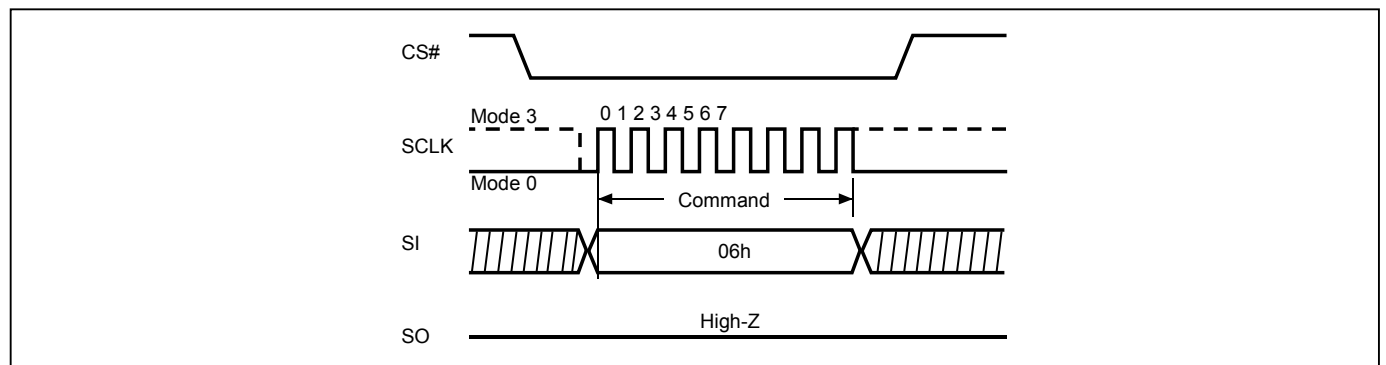 CS#
Mode 3
0 1 2 3 4 5 6 7
SCLK
Mode 0
Command
SI
06h
High-Z
SO